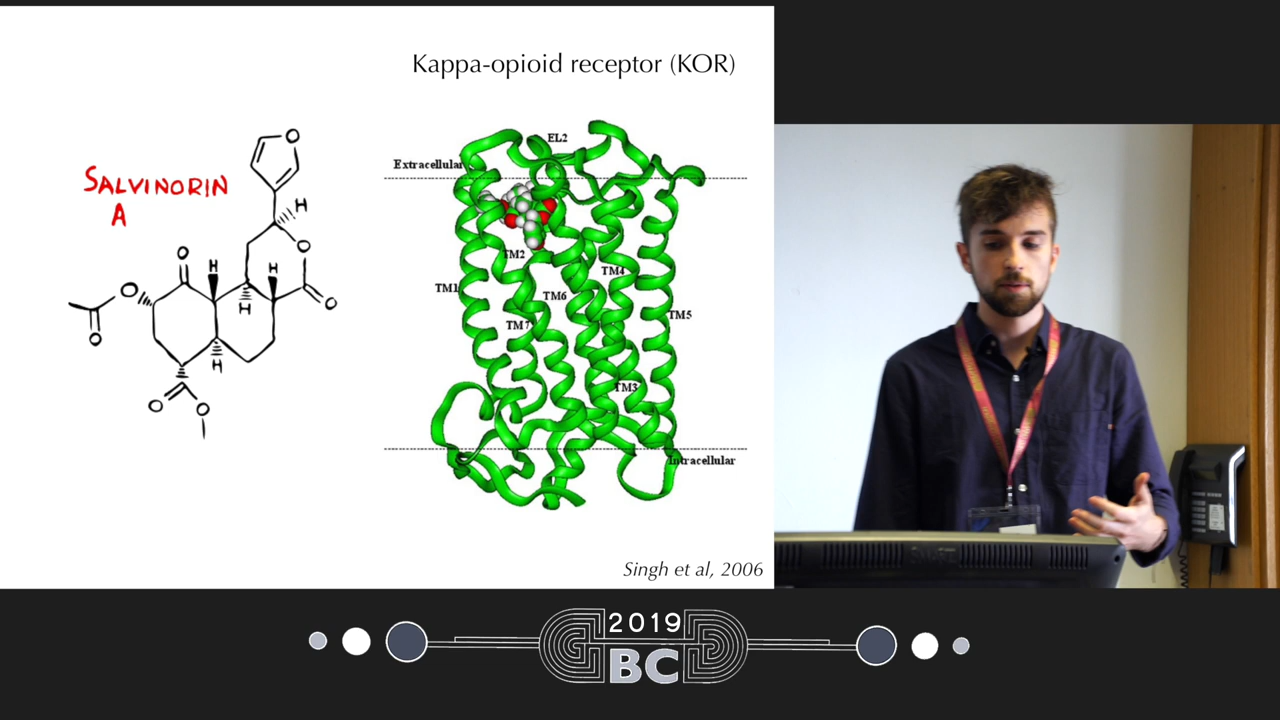 Kappa-opioid receptor (KOR)
SALVINORIN
A
O
H
O
O
H
H
O
H
O
O
H
O
O
EL2
Extracellular
TM2
TM4
TM1
TM6
TM5
TM7
TM3
Intracellular
Singh et al, 2006
2019
BC